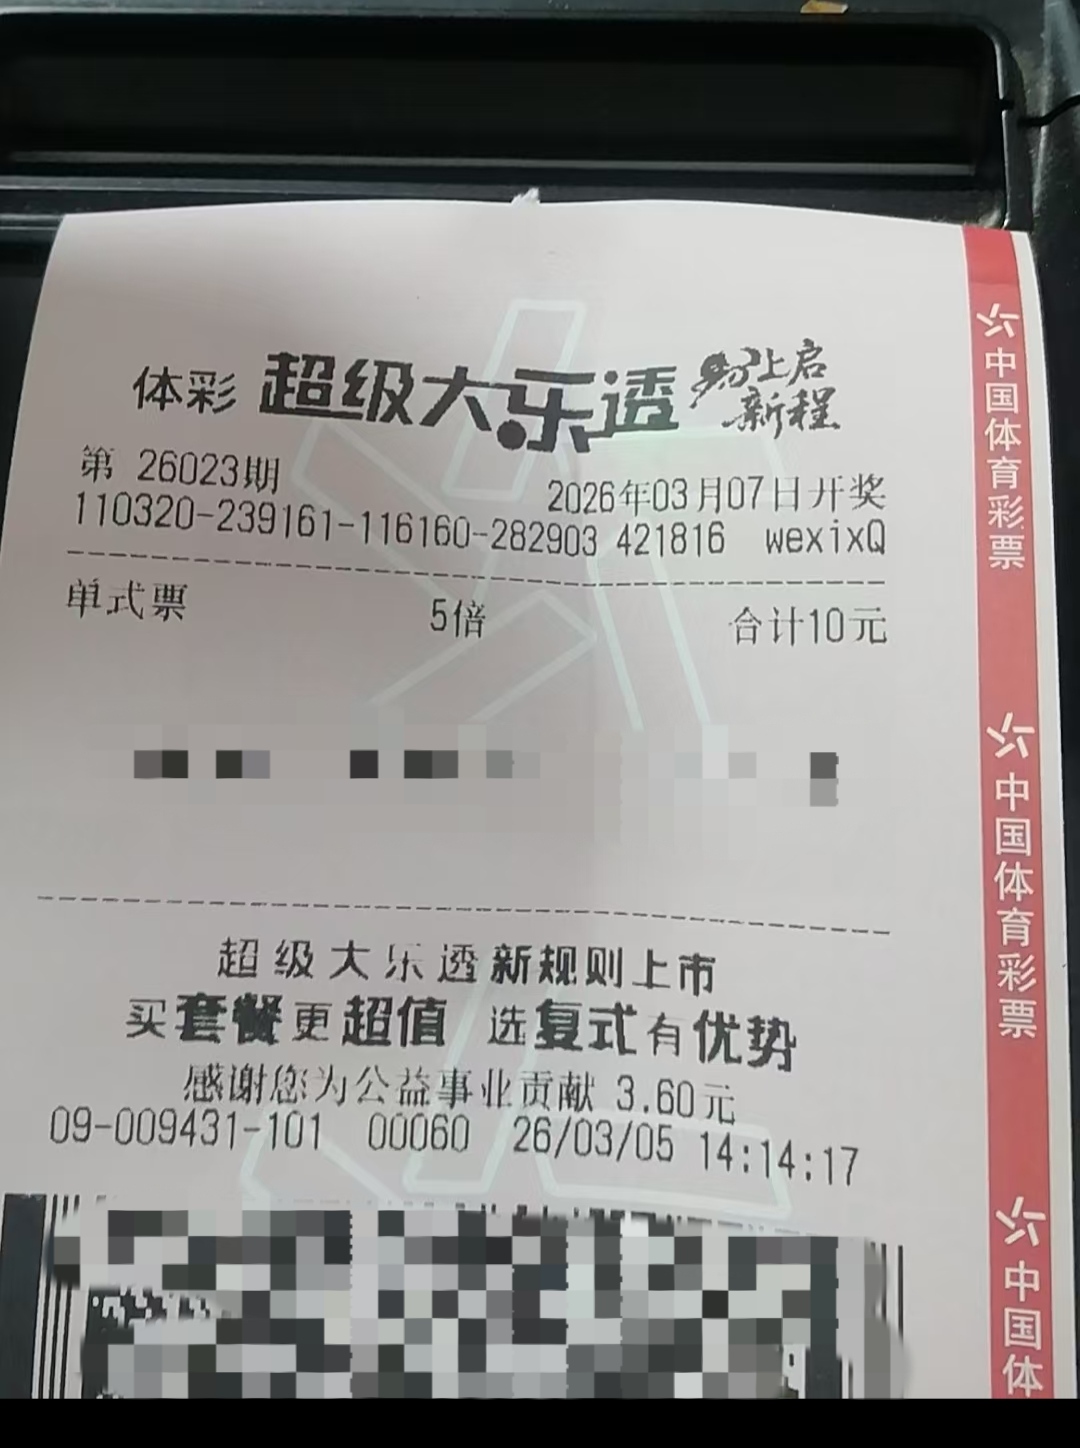 体彩 超级大乐透 马上启
新程
第 26023期
2026年03月07日开奖
110320-239161-116160-282903 421816 wexixQ
单式票 5倍 合计10元
超级大乐透新规则上市
买套餐更超值 选复式有优势
感谢您为公益事业贡献 3.60元
09-009431-101 00060 26/03/05 14:14:17
中国体育彩票
中国体育彩票
中国体